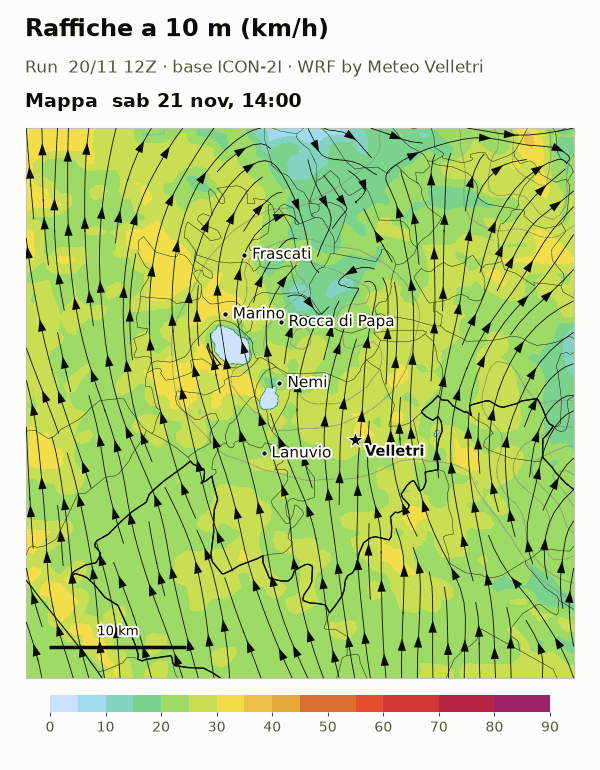 Raffiche a 10 m (km/h)
Run  20/11 12Z · base ICON-2I · WRF by Meteo Velletri
Mappa  sab 21 nov, 14:00
Frascati
Marino
Rocca di Papa
Nemi
Velletri
Lanuvio
10 km
0 10 20 30 40 50 60 70 80 90